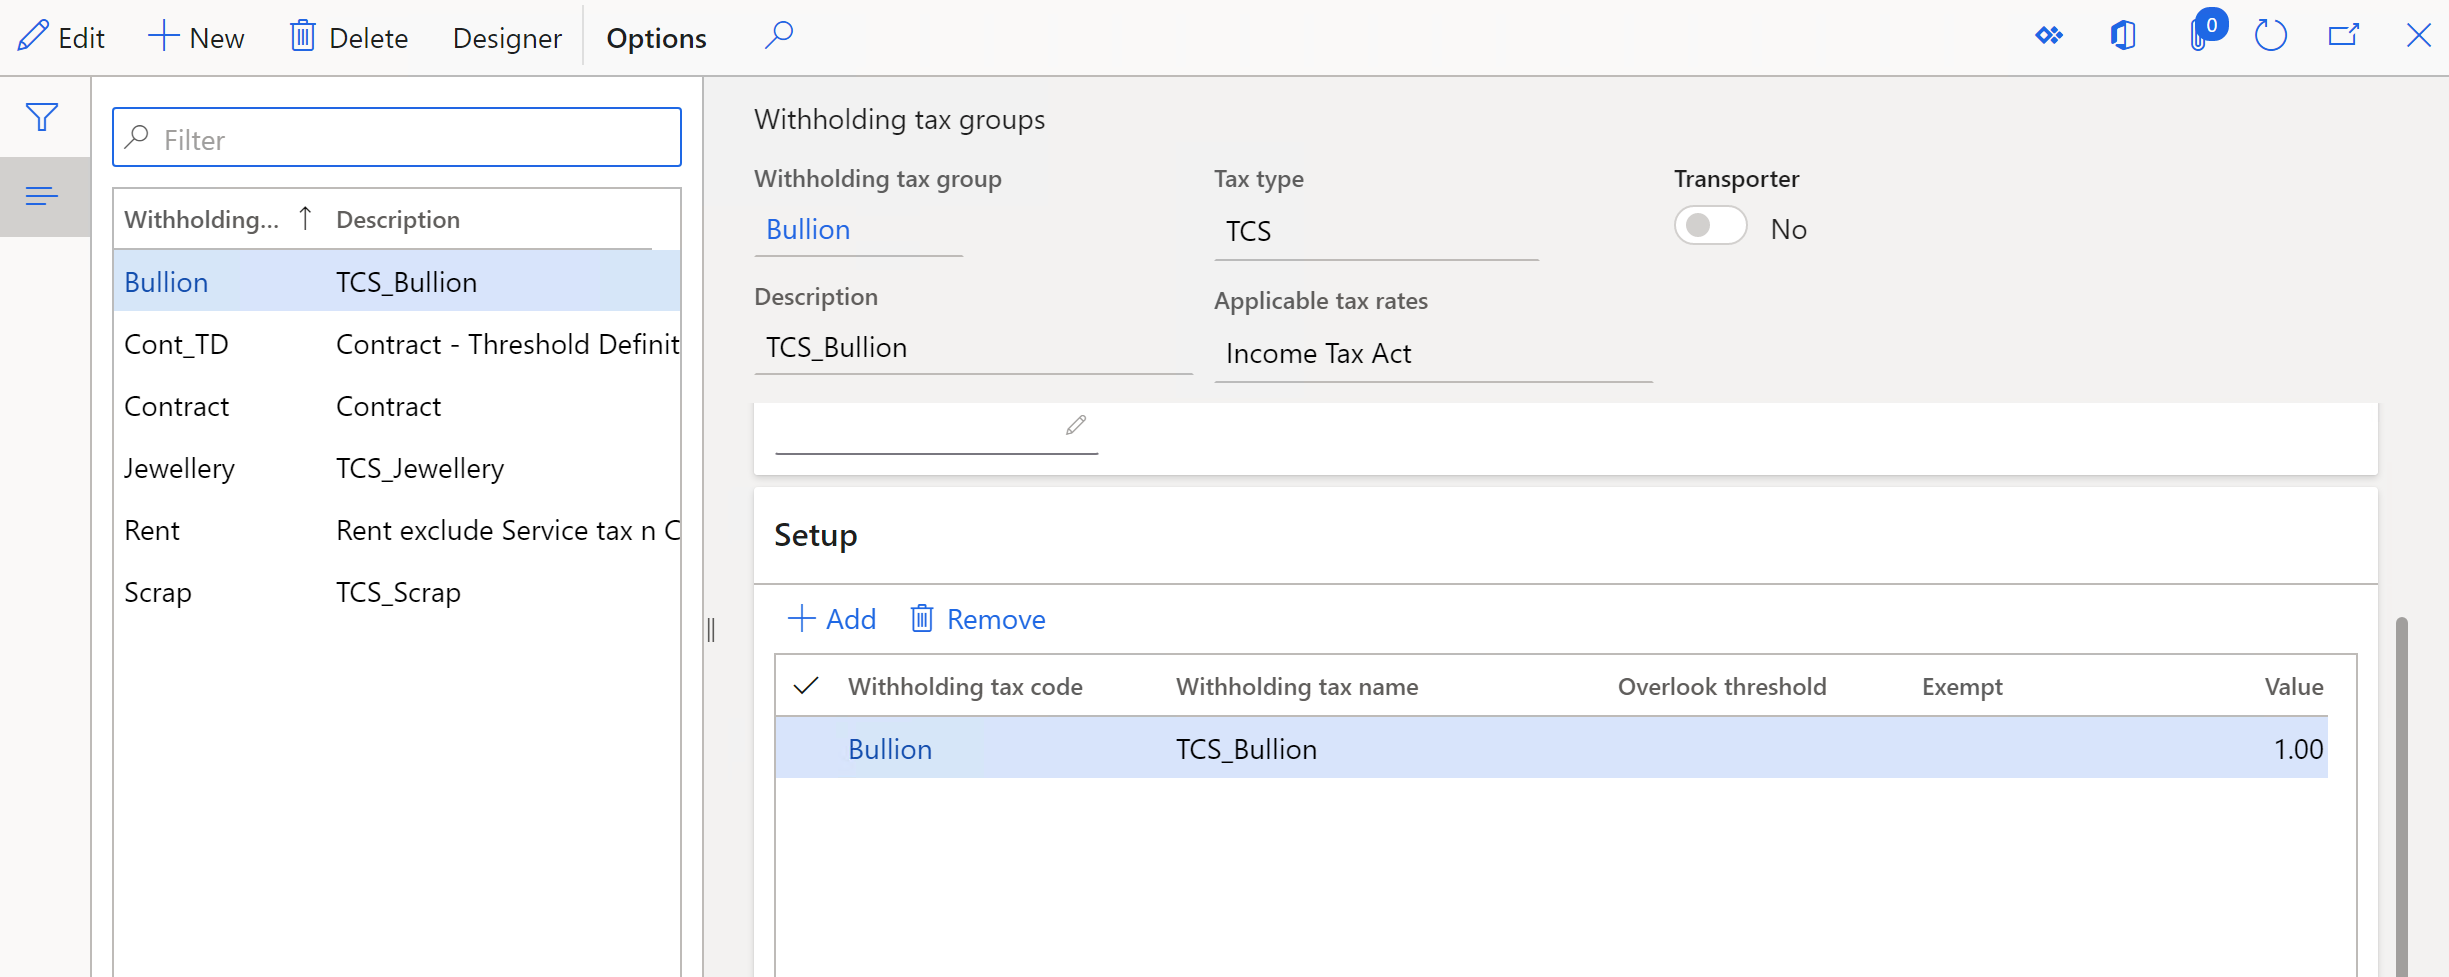 Edit New Delete Designer Options 0
Filter
Withholding... Description
Bullion TCS_Bullion
Cont_TD Contract - Threshold Definit
Contract Contract
Jewellery TCS_Jewellery
Rent Rent exclude Service tax n C
Scrap TCS_Scrap
Withholding tax groups
Withholding tax group Tax type Transporter
Bullion TCS No
Description Applicable tax rates
TCS_Bullion Income Tax Act
Setup
Add Remove
Withholding tax code Withholding tax name Overlook threshold Exempt Value
Bullion TCS_Bullion 1.00